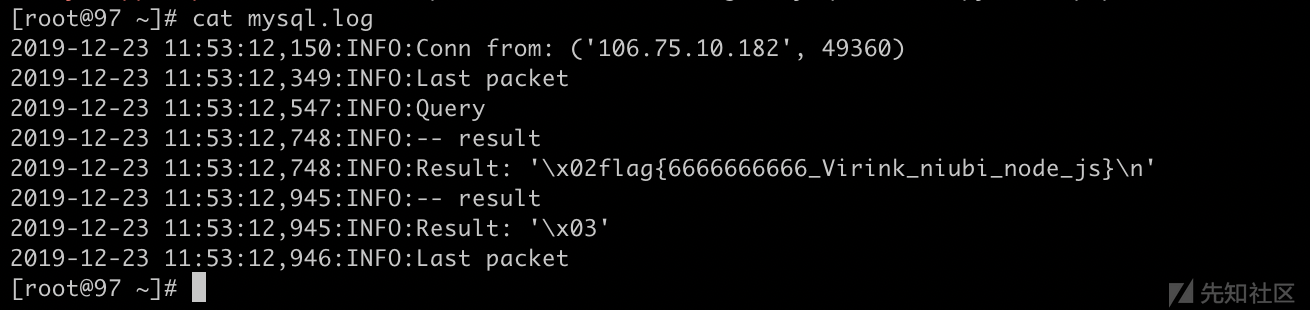 [root@97 ~]# cat mysql.log
2019-12-23 11:53:12,150:INFO:Conn from: ('106.75.10.182', 49360)
2019-12-23 11:53:12,349:INFO:Last packet
2019-12-23 11:53:12,547:INFO:Query
2019-12-23 11:53:12,748:INFO:-- result
2019-12-23 11:53:12,748:INFO:Result: '\x02flag{6666666666_Virink_niubi_node_js}\n'
2019-12-23 11:53:12,945:INFO:-- result
2019-12-23 11:53:12,945:INFO:Result: '\x03'
2019-12-23 11:53:12,946:INFO:Last packet
[root@97 ~]#
先知社区